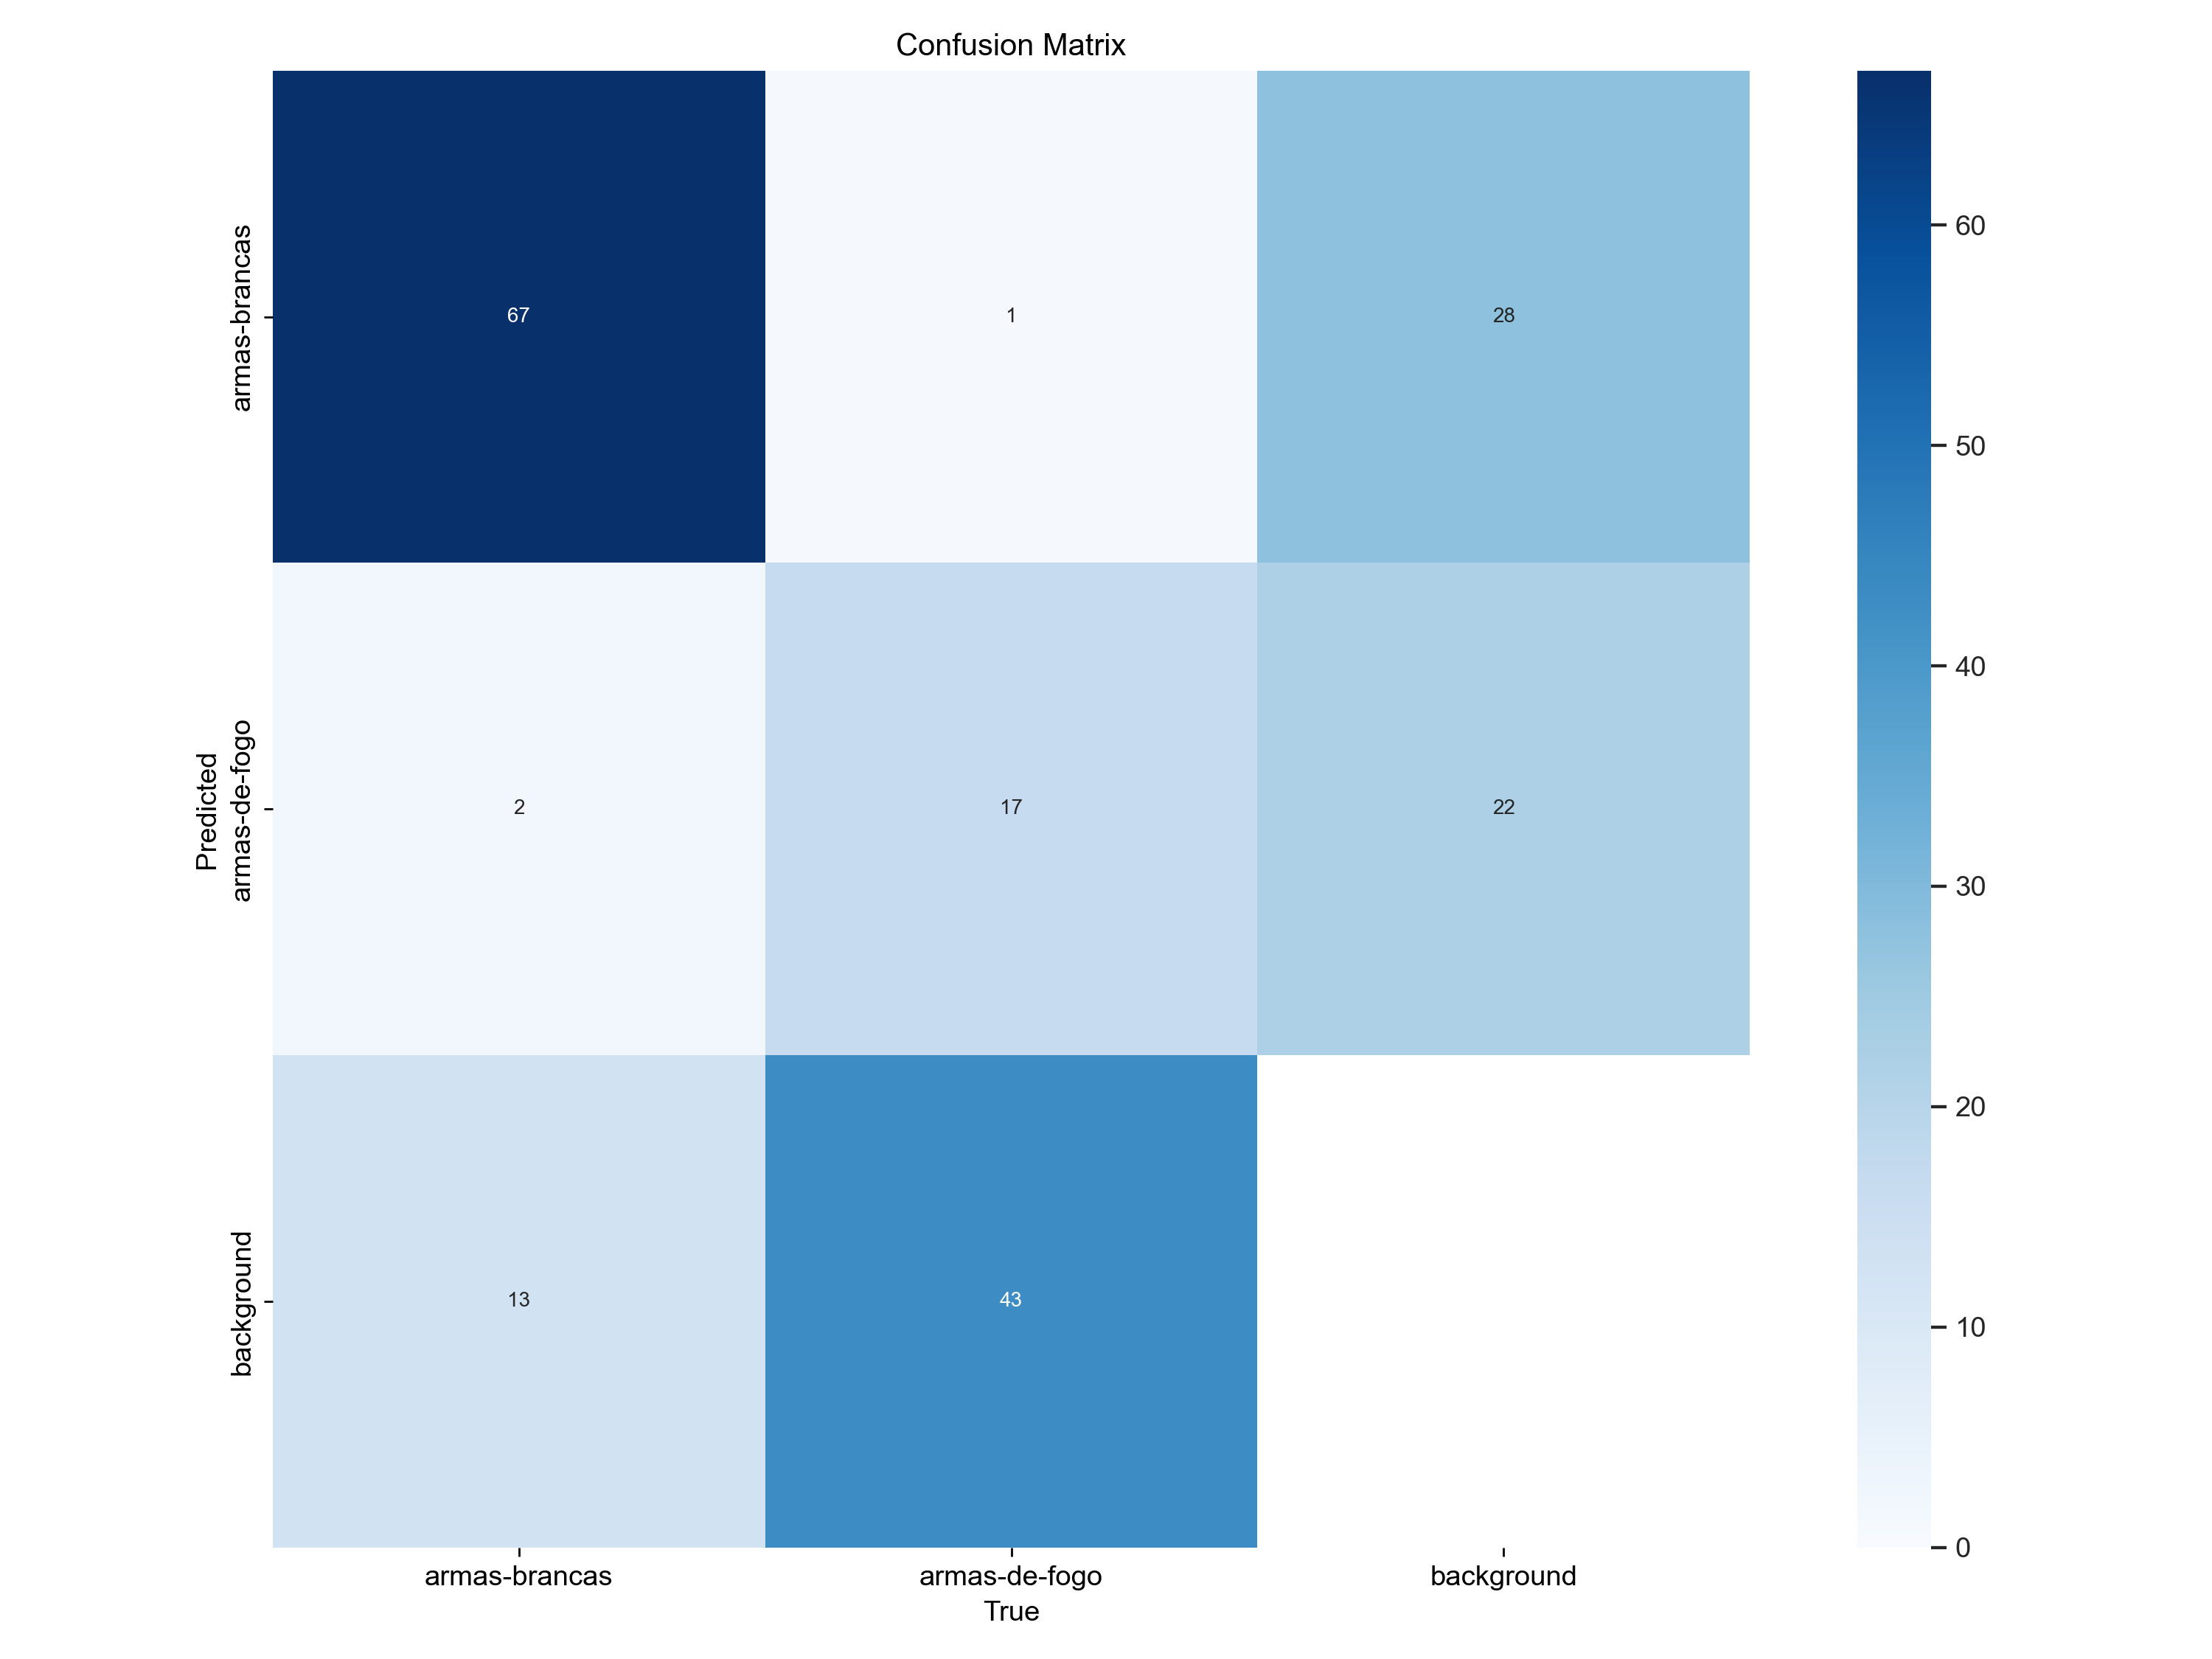 Confusion Matrix
armas-brancas
67
1
28
60
50
40
Predicted
armas-de-fogo
2
17
22
30
20
background
13
43
10
0
armas-brancas
armas-de-fogo
background
True